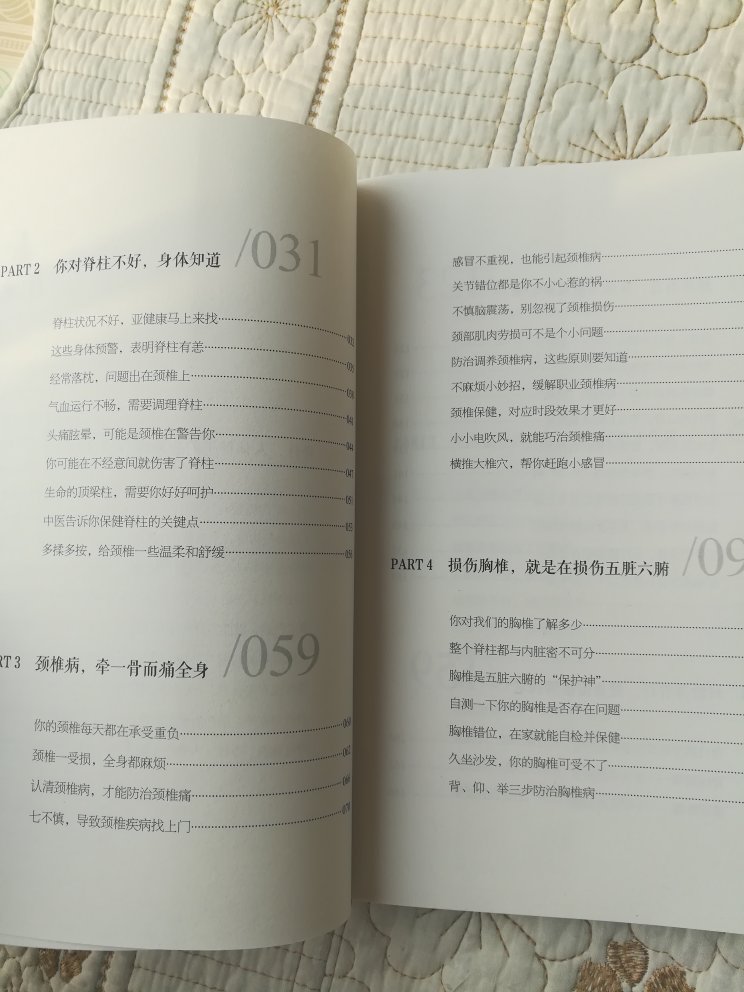 PART 2 你对脊柱不好，身体知道 /031
脊柱状况不好，亚健康马上来找
这些身体预警，表明脊柱有恙
经常落枕，问题出在颈椎上
气血运行不畅，需要调理脊柱
头痛眩晕，可能是颈椎在警告你
你可能在不经意间就伤害了脊柱 047
生命的顶梁柱，需要你好好呵护
中医告诉你保健脊柱的关键点
多揉多按，给颈椎一些温柔和舒缓
RT 3 颈椎病，牵一骨而痛全身 /059
你的颈椎每天都在承受重负 060
颈椎一受损，全身都麻烦 062
认清颈椎病，才能防治颈椎痛
七不慎，导致颈椎疾病找上门 070
感冒不重视，也能引起颈椎病
关节错位都是你不小心惹的祸
不慎脑震荡，别忽视了颈椎损伤
颈部肌肉劳损可不是个小问题
防治调养颈椎病，这些原则要知道
不麻烦小妙招，缓解职业颈椎病
颈椎保健，对应时段效果才更好
小小电吹风，就能巧治颈椎痛
横推大椎穴，帮你赶跑小感冒
PART 4 损伤胸椎，就是在损伤五脏六腑 /09
你对我们的胸椎了解多少
整个脊柱都与内脏密不可分
胸椎是五脏六腑的“保护神”
自测一下你的胸椎是否存在问题
胸椎错位，在家就能自检并保健
久坐沙发，你的胸椎可受不了
背、仰、举三步防治胸椎病